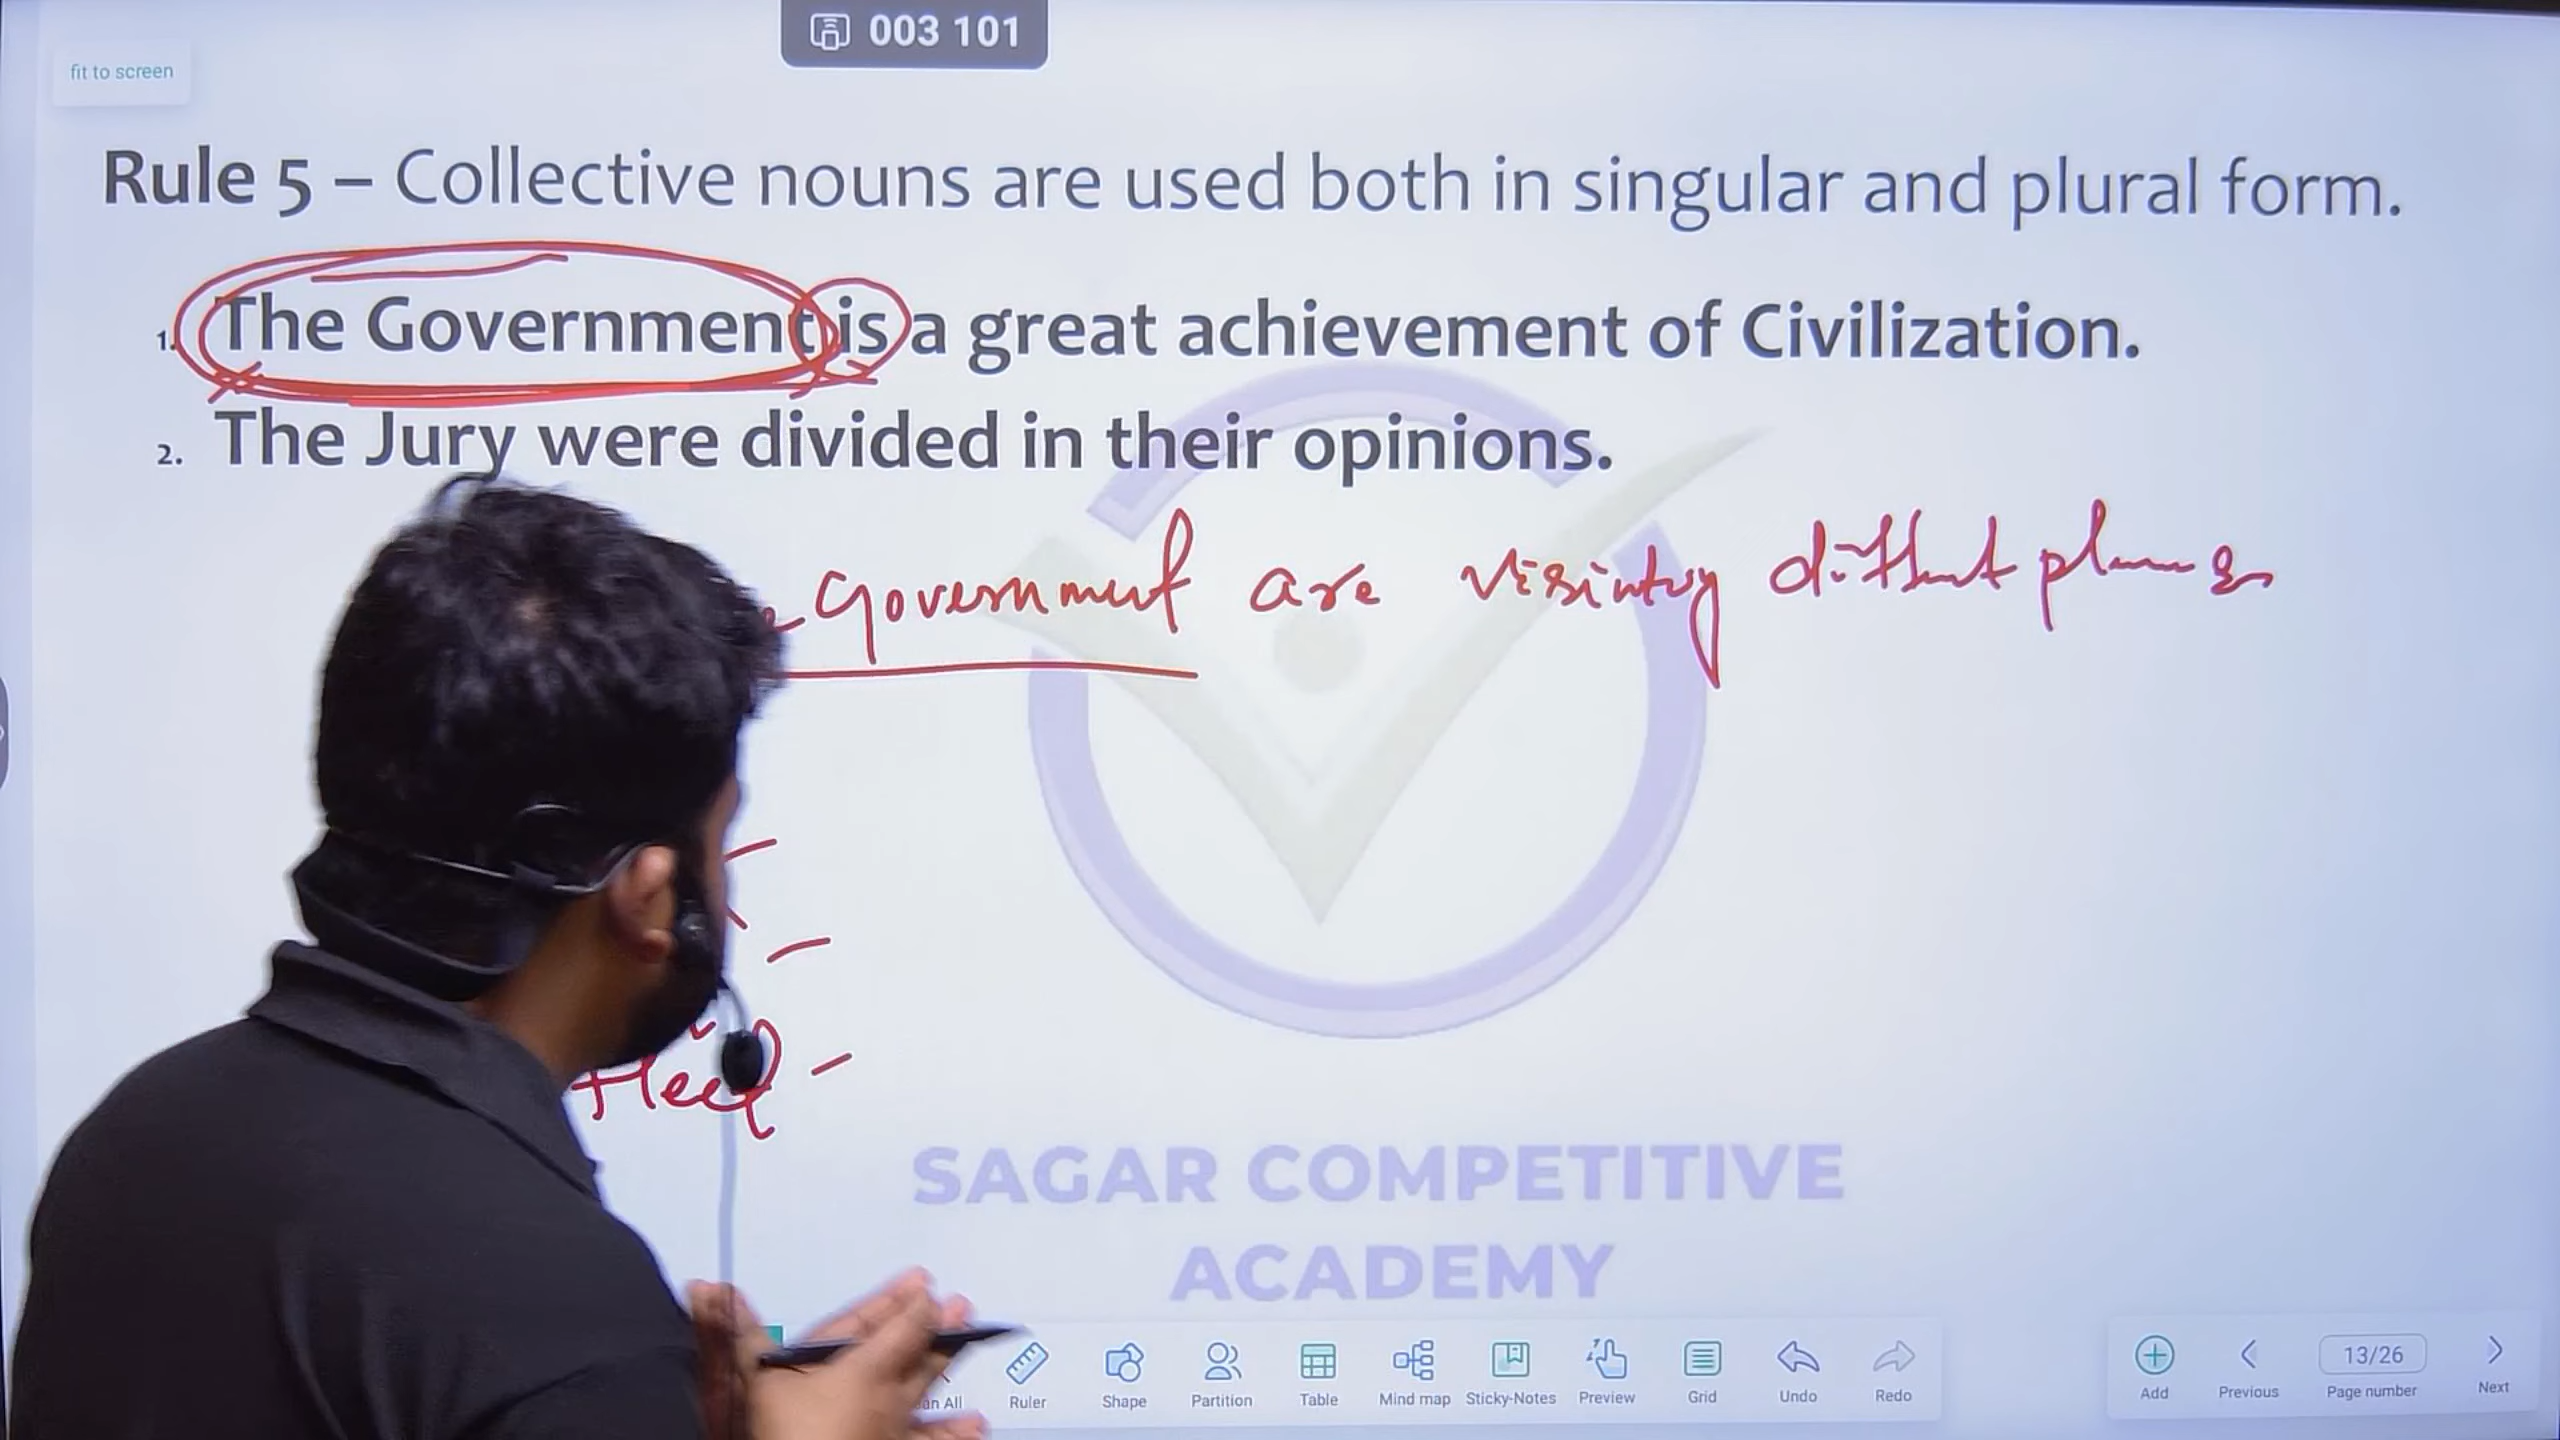 003 101
fit to screen
Rule 5 – Collective nouns are used both in singular and plural form.
1. The Government is a great achievement of Civilization.
2. The Jury were divided in their opinions.
Government are
SAGAR COMPETITIVE
ACADEMY
All Ruler Shape Partition Table Mind map Sticky-Notes Preview Grid Undo Redo
Add Previous 13/26 Page number Next